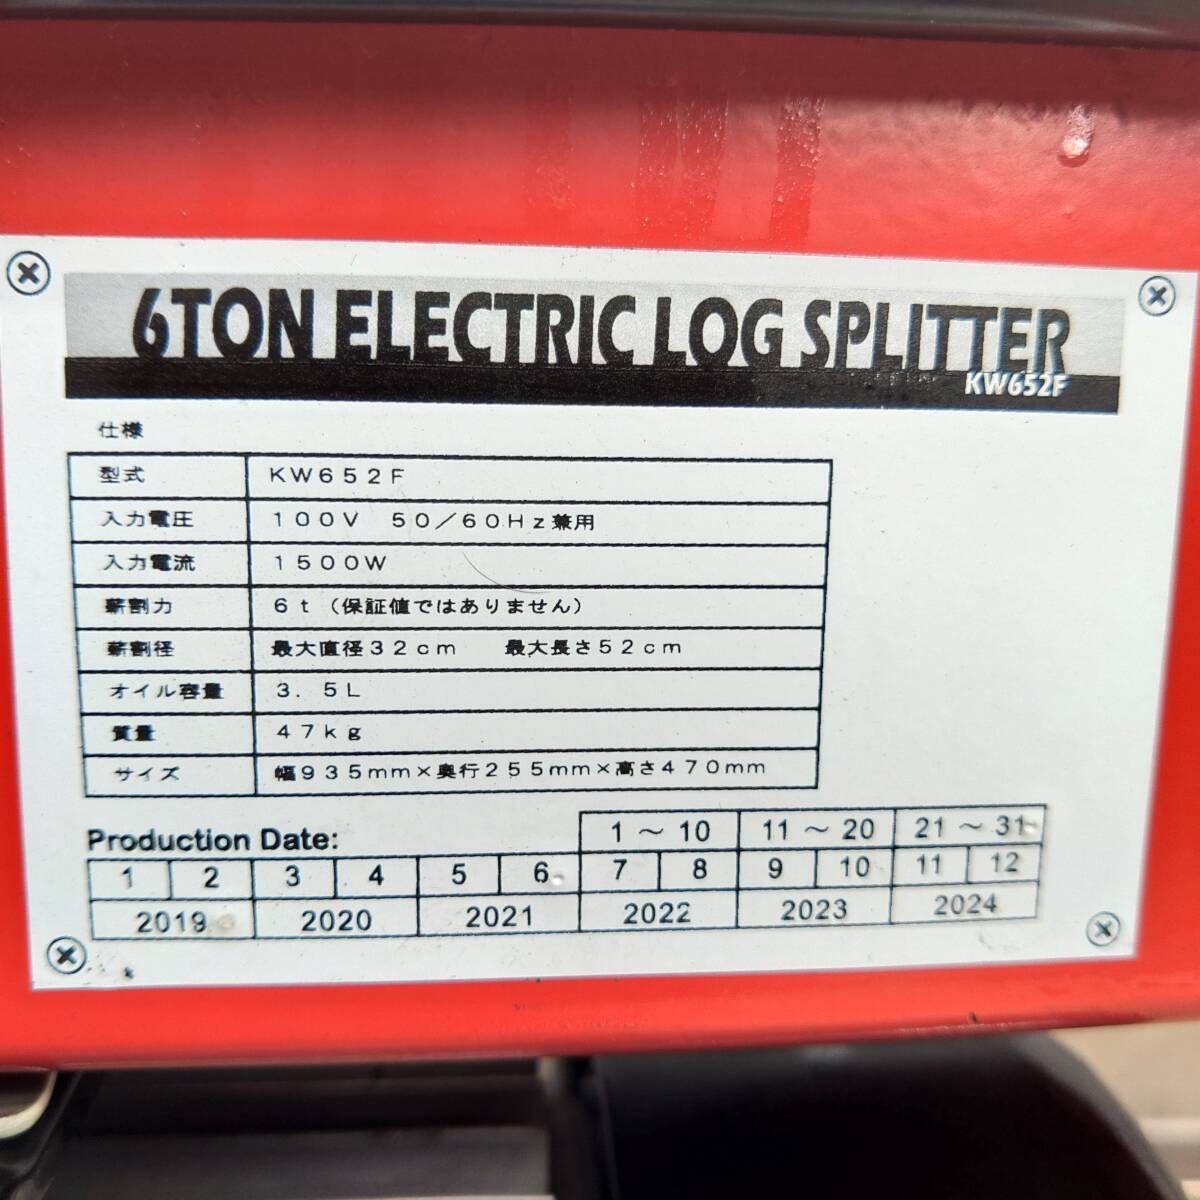 6TON ELECTRIC LOG SPLITTER
KW652F
仕様
型式 KW652F
入力電圧 100V 50/60Hz兼用
入力電流 1500W
薪割力 6t(保証値ではありません)
薪割径 最大直径32cm 最大長さ52cm
オイル容量 3.5L
質量 47kg
サイズ 幅935mm×奥行255mm×高さ470mm
Production Date: 1～10 11～20 21～31
1 2 3 4 5 6 7 8 9 10 11 12
2019 2020 2021 2022 2023 2024